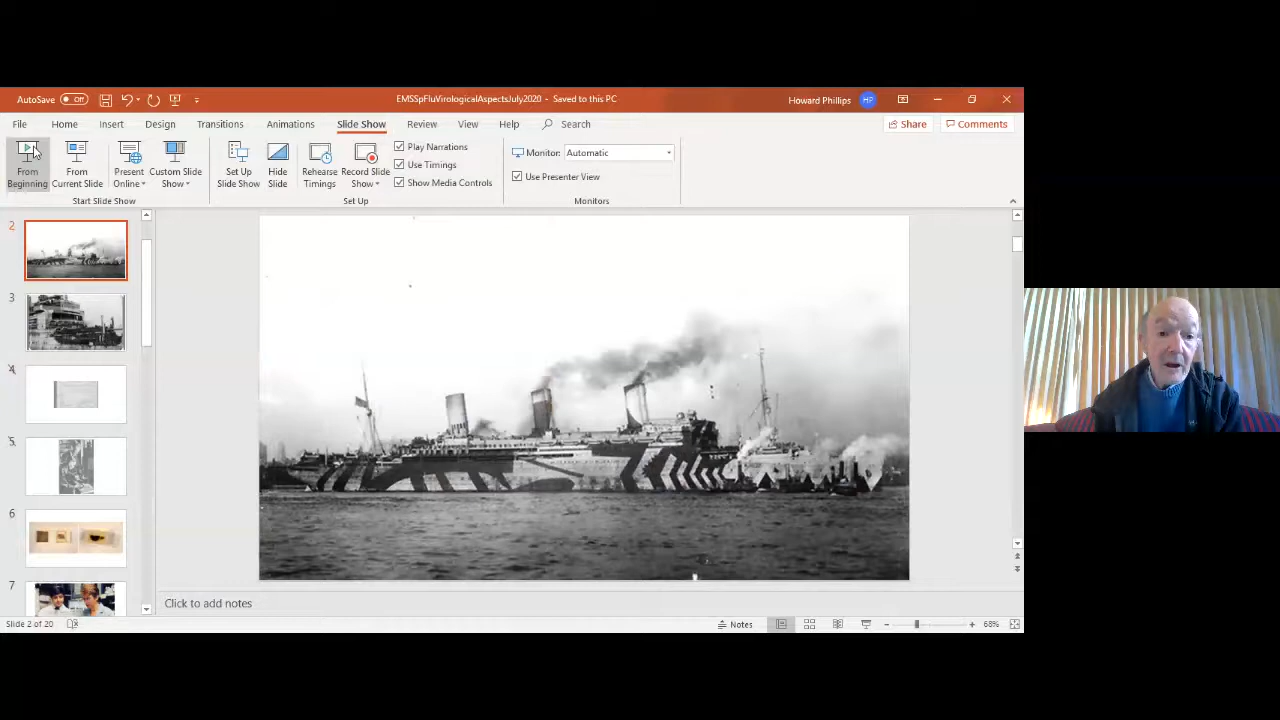 AutoSave Off
EMSSpFluVirologicalAspectsJuly2020 - Saved to this PC
Howard Phillips HP
File Home Insert Design Transitions Animations Slide Show Review View Help Search
Share Comments
From Beginning
From Current Slide
Present Online
Custom Slide Show
Set Up Slide Show
Hide Slide
Rehearse Timings
Record Slide Show
Play Narrations
Use Timings
Show Media Controls
Monitor: Automatic
Use Presenter View
Start Slide Show
Set Up
Monitors
2
3
4
5
6
7
Click to add notes
Slide 2 of 20
Notes
68%